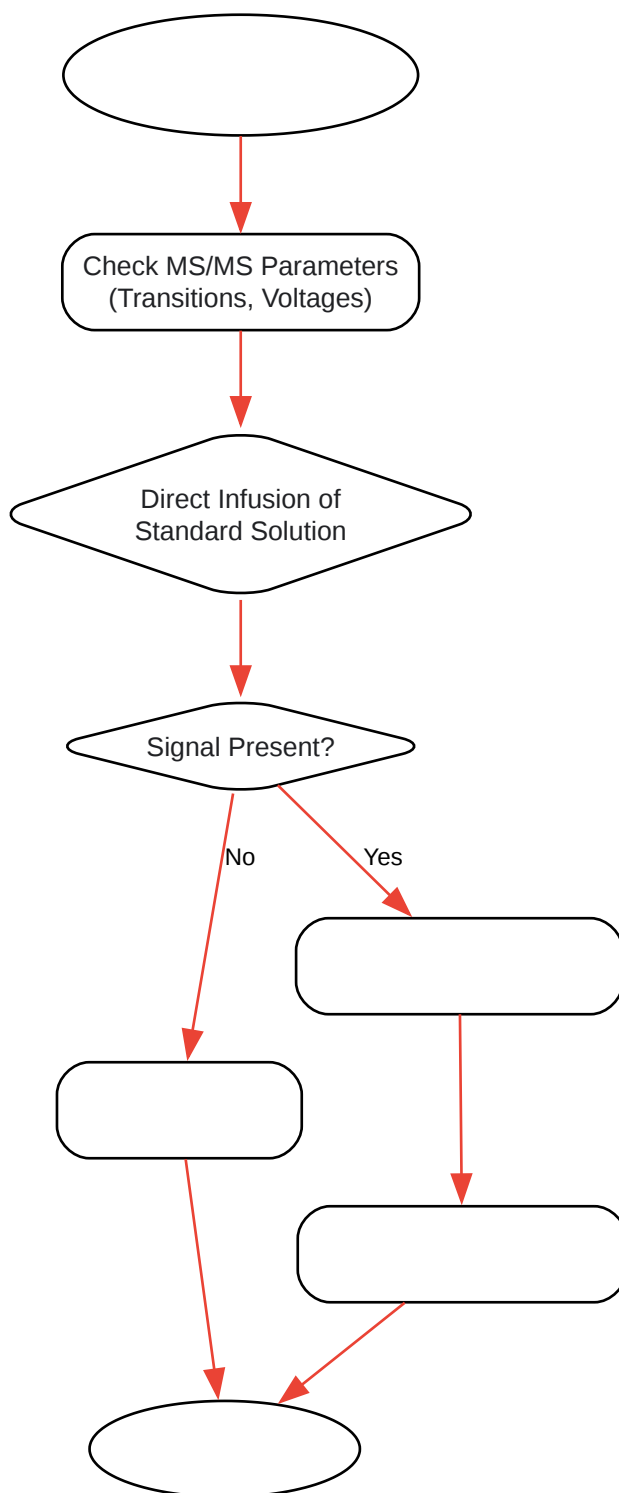 Check MS/MS Parameters
(Transitions, Voltages)
Direct Infusion of
Standard Solution
Signal Present?
No
Yes